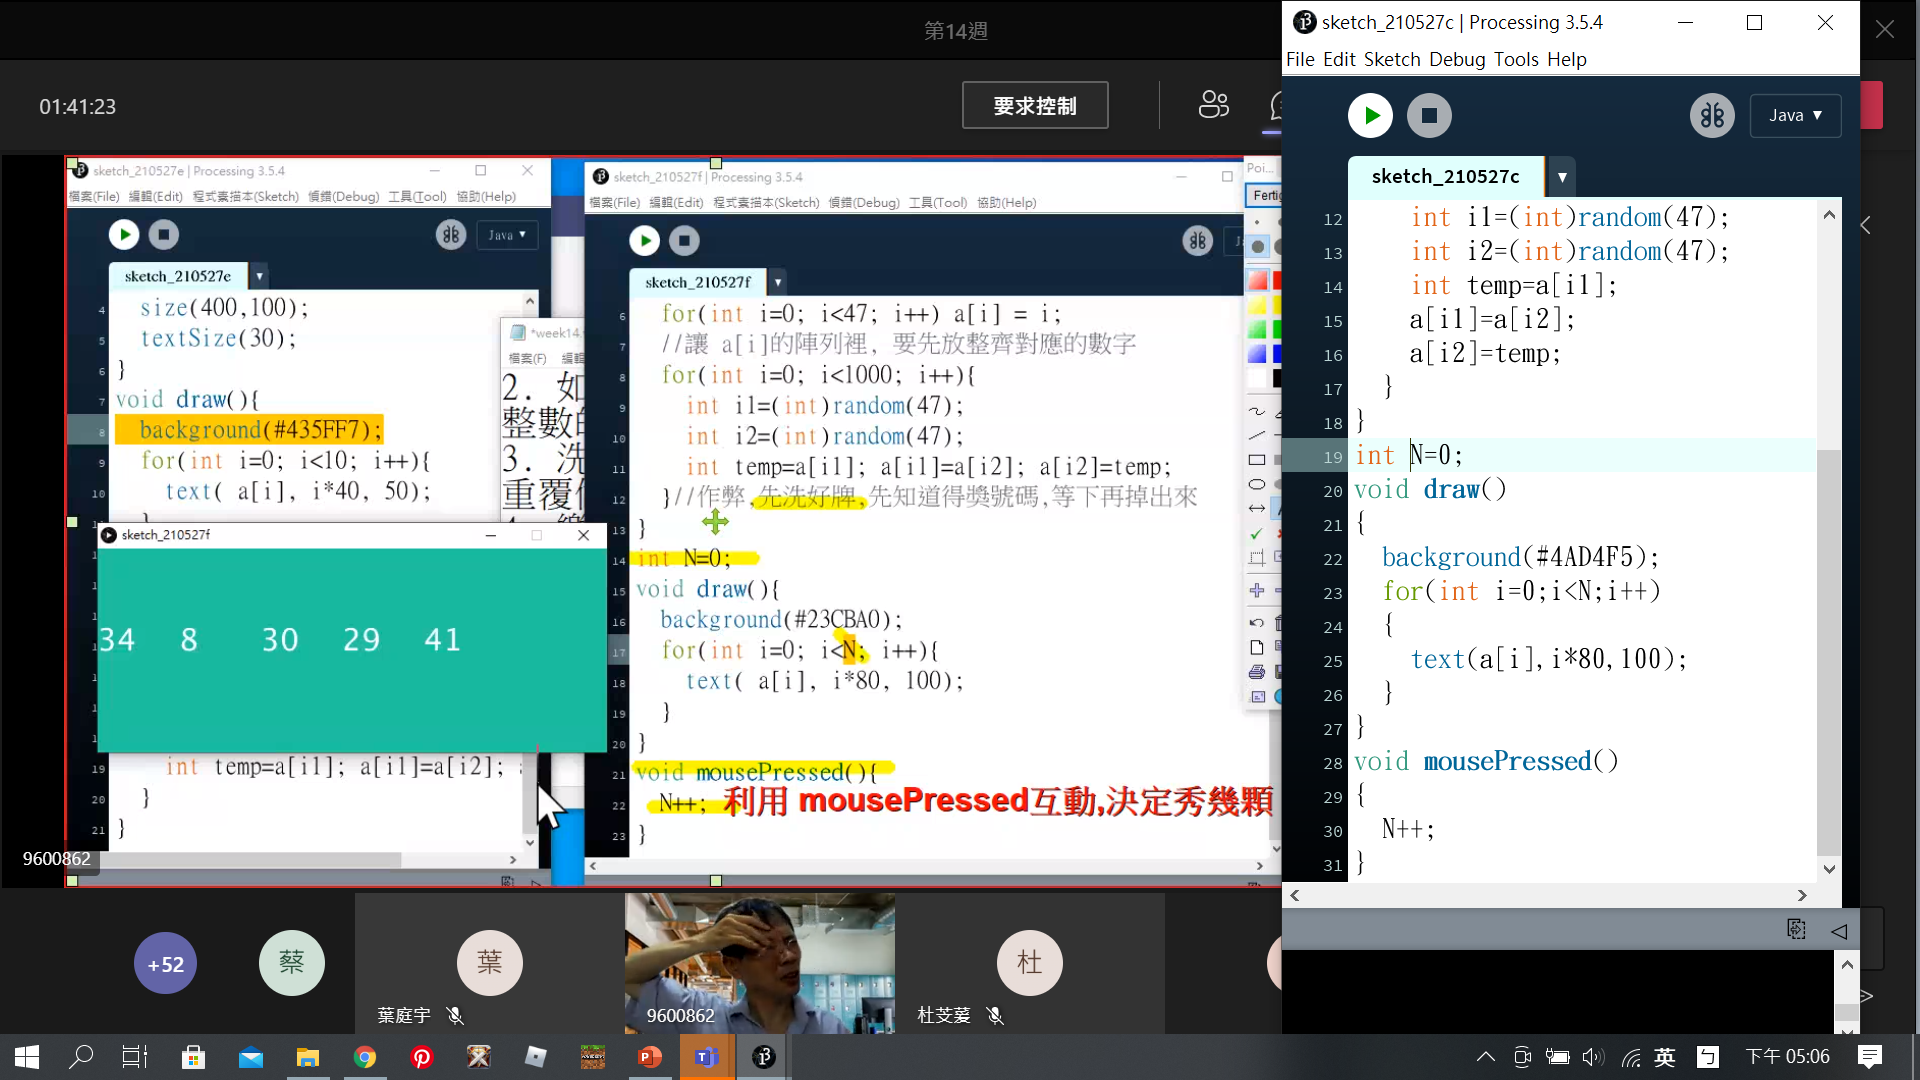 第14週
01:41:23
要求控制
sketch_210527e | Processing 3.5.4
檔案(File) 編輯(Edit) 程式素描本(Sketch) 偵錯(Debug) 工具(Tool) 協助(Help)
Java ▼
sketch_210527e
4 size(400,100);
5 textSize(30);
6 }
7 void draw(){
8 background(#435FF7);
9 for(int i=0; i<10; i++){
10 text( a[i], i*40, 50);
sketch_210527f
34 8 30 29 41
19 int temp=a[i1]; a[i1]=a[i2];
20 }
21 }
9600862
*week14.
檔案(F) 編輯
2. 如
整數的
3. 洗
重覆
sketch_210527f | Processing 3.5.4
檔案(File) 編輯(Edit) 程式素描本(Sketch) 偵錯(Debug) 工具(Tool) 協助(Help)
sketch_210527f
6 for(int i=0; i<47; i++) a[i] = i;
7 //讓 a[i]的陣列裡, 要先放整齊對應的數字
8 for(int i=0; i<1000; i++){
9 int i1=(int)random(47);
10 int i2=(int)random(47);
11 int temp=a[i1]; a[i1]=a[i2]; a[i2]=temp;
12 }//作弊,先洗好牌,先知道得獎號碼,等下再掉出來
13 }
14 int N=0;
15 void draw(){
16 background(#23CBA0);
17 for(int i=0; i<N; i++){
18 text( a[i], i*80, 100);
19 }
20 }
21 void mousePressed(){
22 N++; 利用 mousePressed互動,決定秀幾顆
23 }
Poi...
Fertig
sketch_210527c | Processing 3.5.4
File Edit Sketch Debug Tools Help
Java ▼
sketch_210527c
12 int i1=(int)random(47);
13 int i2=(int)random(47);
14 int temp=a[i1];
15 a[i1]=a[i2];
16 a[i2]=temp;
17 }
18 }
19 int N=0;
20 void draw()
21 {
22 background(#4AD4F5);
23 for(int i=0;i<N;i++)
24 {
25 text(a[i],i*80,100);
26 }
27 }
28 void mousePressed()
29 {
30 N++;
31 }
+52
蔡
葉
葉庭宇
9600862
杜
杜芠菱
英
下午 05:06